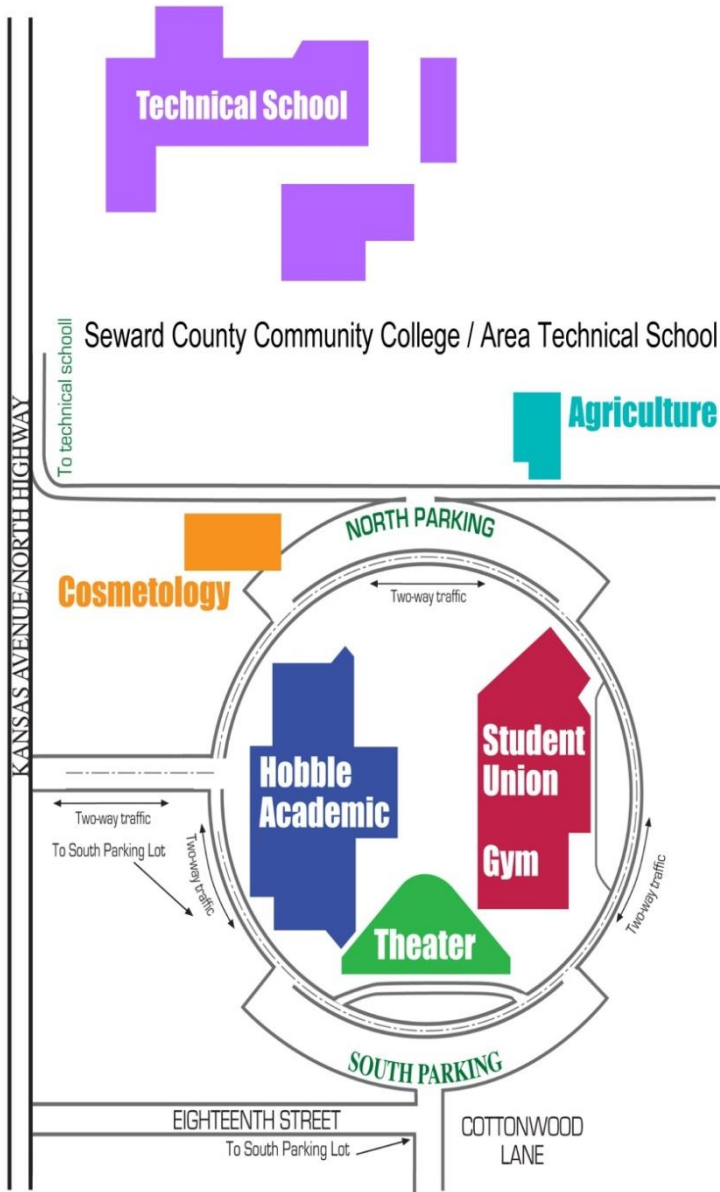 Technical School
Seward County Community College / Area Technical School
To technical schooll
KANSAS AVENUE/NORTH HIGHWAY
Agriculture
NORTH PARKING
Cosmetology
Two-way traffic
Student
Union
Gym
Hobble
Academic
Two-way traffic
To South Parking Lot
Two-way traffic
Two-way traffic
Theater
SOUTH PARKING
EIGHTEENTH STREET
To South Parking Lot
COTTONWOOD
LANE